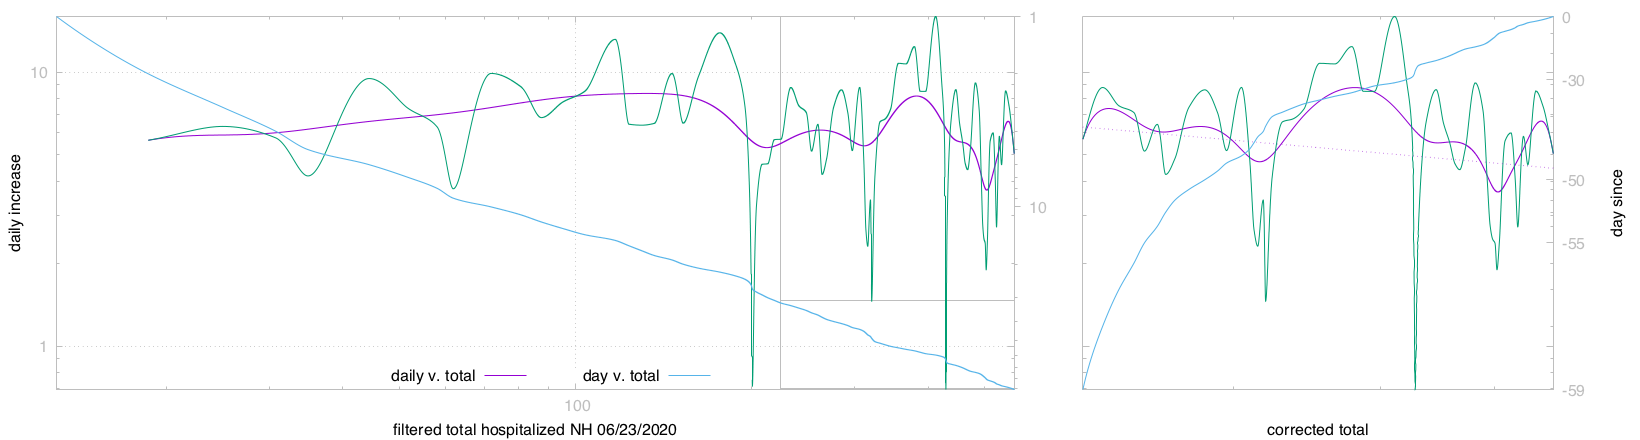 1
0
10
-30
daily increase
-50
10
day since
-55
1
daily v. total
day v. total
-59
100
filtered total hospitalized NH 06/23/2020
corrected total